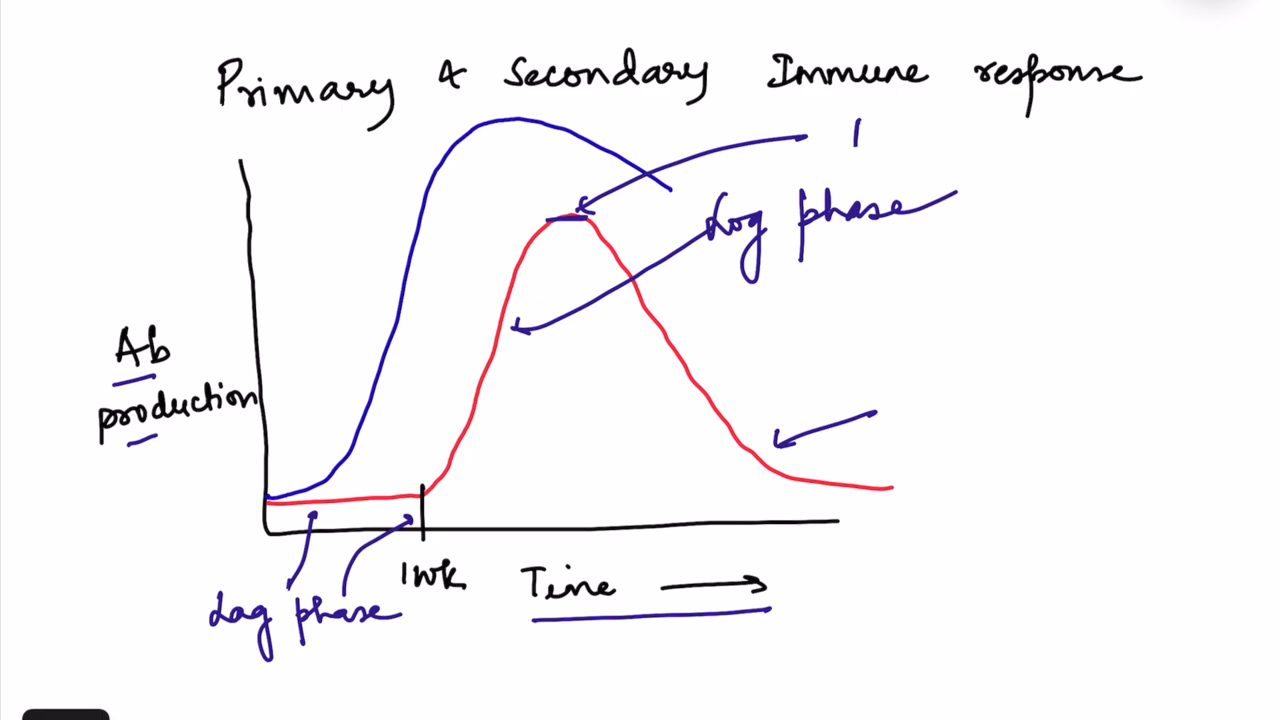 Primary & Secondary Immune response
Log phase
Ab
production
1wk
Time
Lag phase